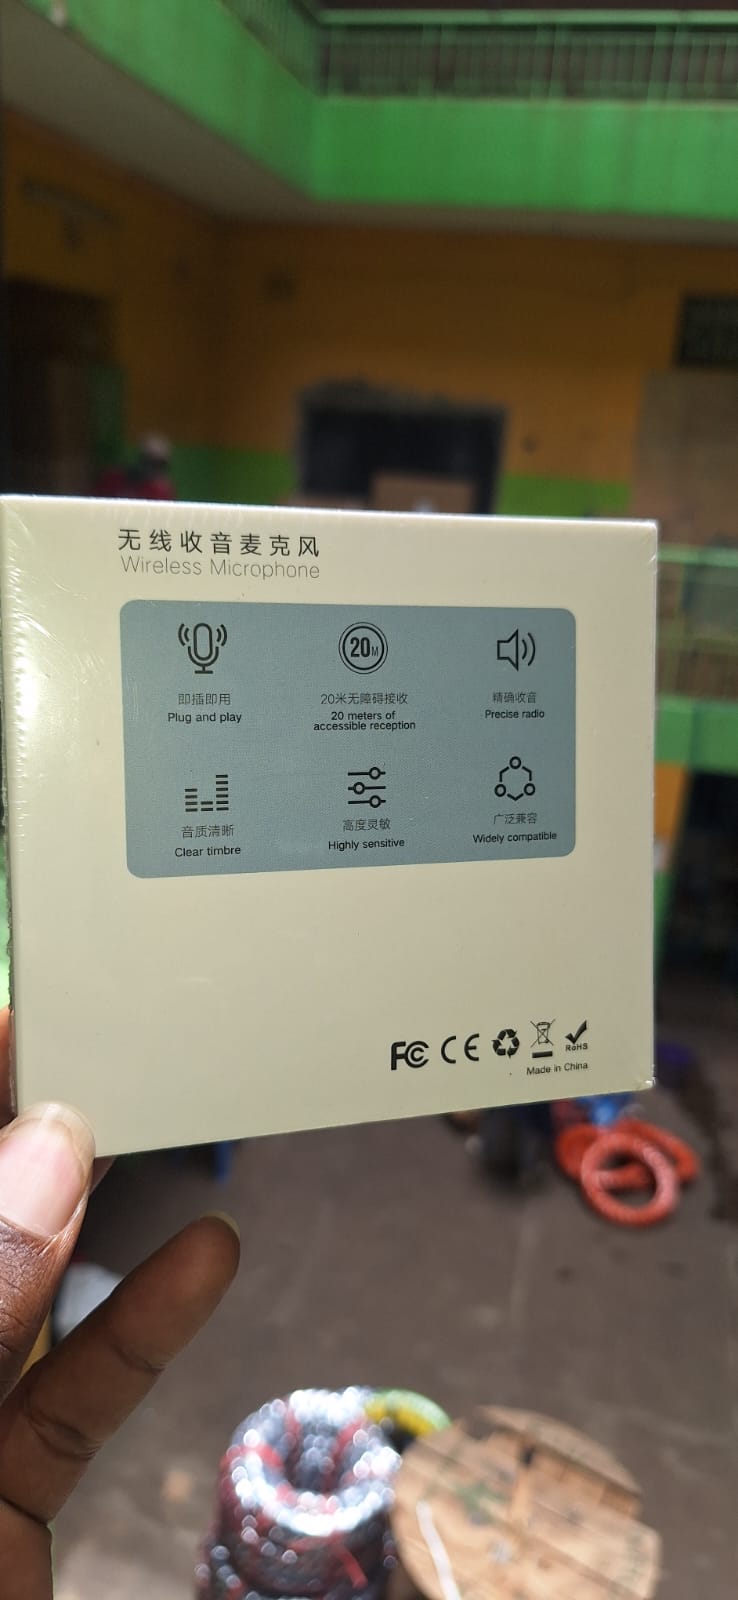 无线收音麦克风
Wireless Microphone
20M
即插即用
Plug and play
20米无障碍接收
20 meters of
accessible reception
精确收音
Precise radio
音质清晰
Clear timbre
高度灵敏
Highly sensitive
广泛兼容
Widely compatible
FC CE RoHS
Made in China